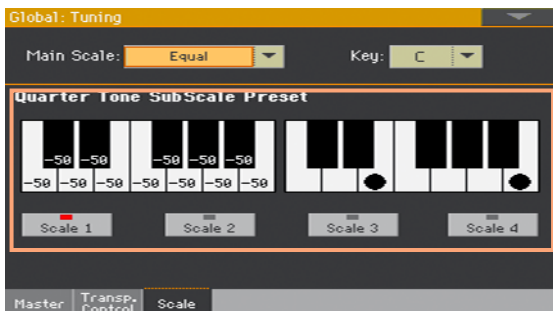 Global: Tuning
Main Scale: Equal Key: C
Quarter Tone SubScale Preset
-50 -50 -50 -50 -50
-50 -50 -50 -50 -50 -50 -50
Scale 1 Scale 2 Scale 3 Scale 4
Master Transp. Control Scale